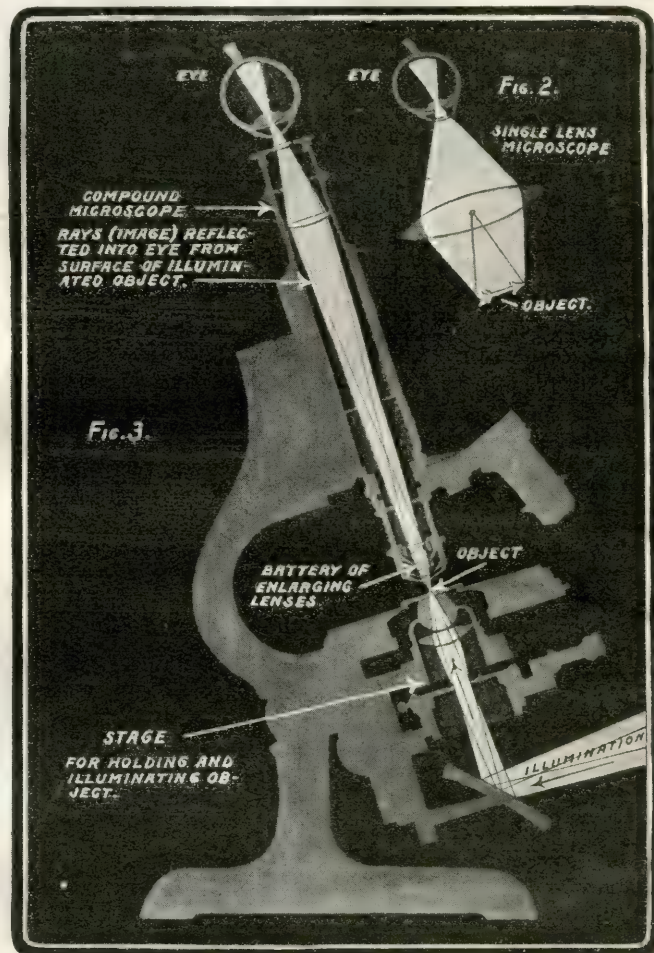 EYE
EYE
FIG. 2.
SINGLE LENS
MICROSCOPE
COMPOUND
MICROSCOPE
RAYS (IMAGE) REFLEC-
TED INTO EYE FROM
SURFACE OF ILLUMIN-
ATED OBJECT.
OBJECT.
FIG. 3.
BATTERY OF
ENLARGING
LENSES.
OBJECT
STAGE
FOR HOLDING AND
ILLUMINATING OB-
JECT.
ILLUMINATION